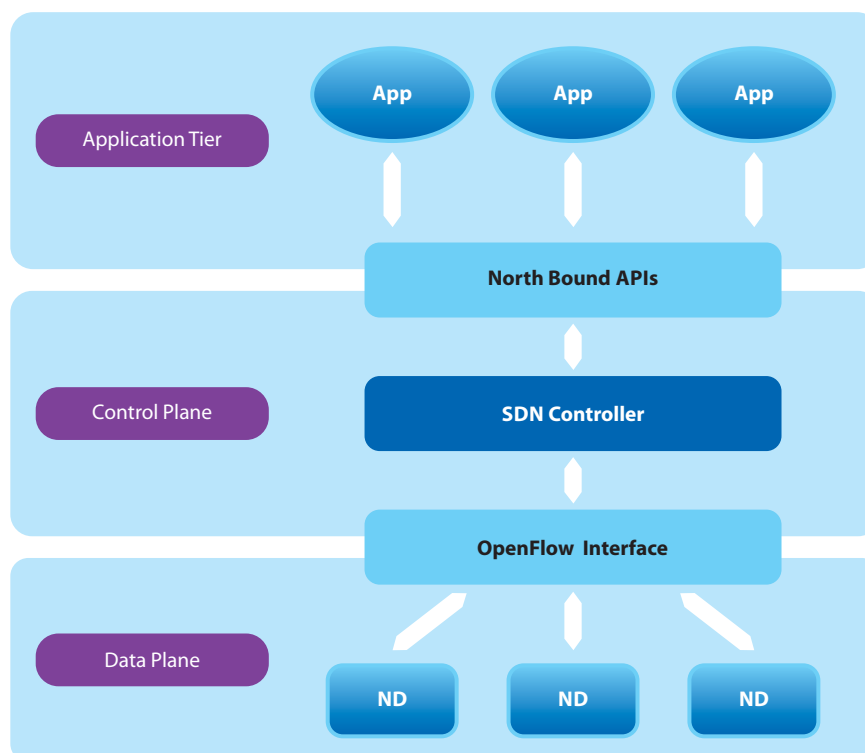 App App App
Application Tier
North Bound APIs
Control Plane
SDN Controller
OpenFlow Interface
Data Plane
ND ND ND